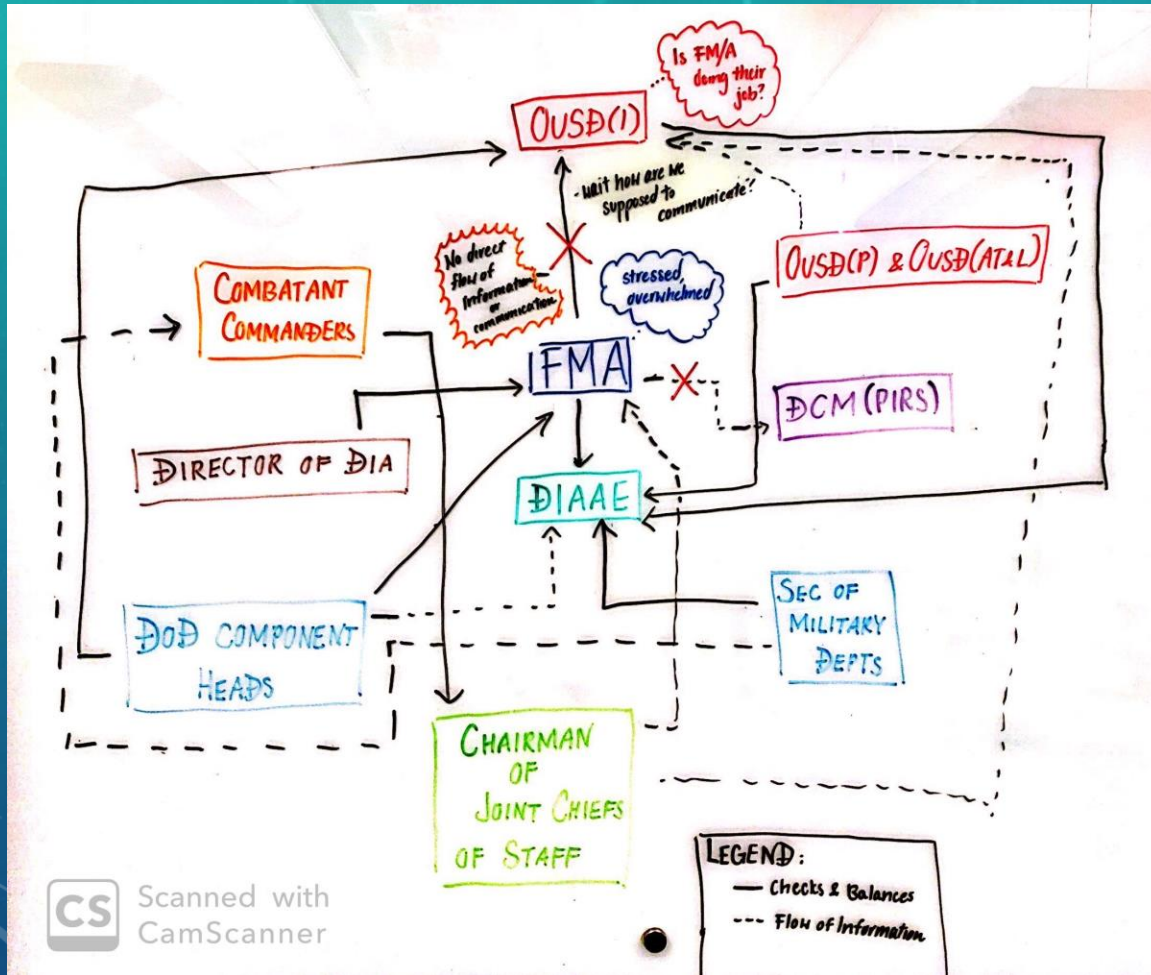 Is FM/A
doing their
job?
OUSD(I)
-wait how are we
supposed to
communicate?
No direct
flow of
Information
or
communication
stressed,
overwhelmed
OUSD(P) & OUSD(AT&L)
COMBATANT
COMMANDERS
FMA
DCM (PIRS)
DIRECTOR OF DIA
DIAAE
SEC OF
MILITARY
DEPTS
DOD COMPONENT
HEADS
CHAIRMAN
OF
JOINT CHIEFS
OF STAFF
LEGEND:
Checks & Balances
Flow of Information
CS Scanned with
CamScanner